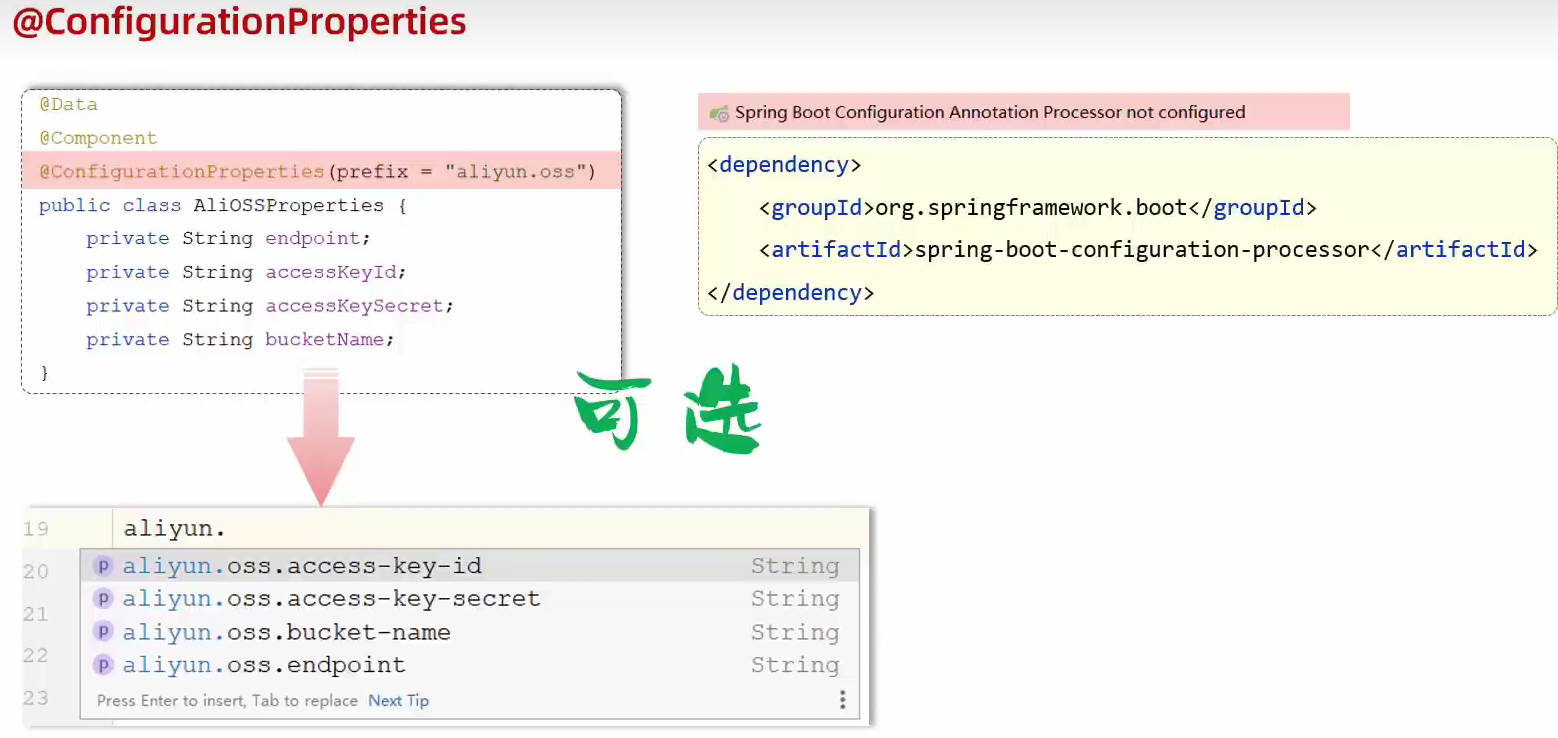 @ConfigurationProperties
@Data
@Component
@ConfigurationProperties(prefix = "aliyun.oss")
public class AliOSSProperties {
private String endpoint;
private String accessKeyId;
private String accessKeySecret;
private String bucketName;
}
Spring Boot Configuration Annotation Processor not configured
<dependency>
<groupId>org.springframework.boot</groupId>
<artifactId>spring-boot-configuration-processor</artifactId>
</dependency>
可选
19 aliyun.
20 p aliyun.oss.access-key-id String
p aliyun.oss.access-key-secret String
21
p aliyun.oss.bucket-name String
22
p aliyun.oss.endpoint String
23 Press Enter to insert, Tab to replace Next Tip